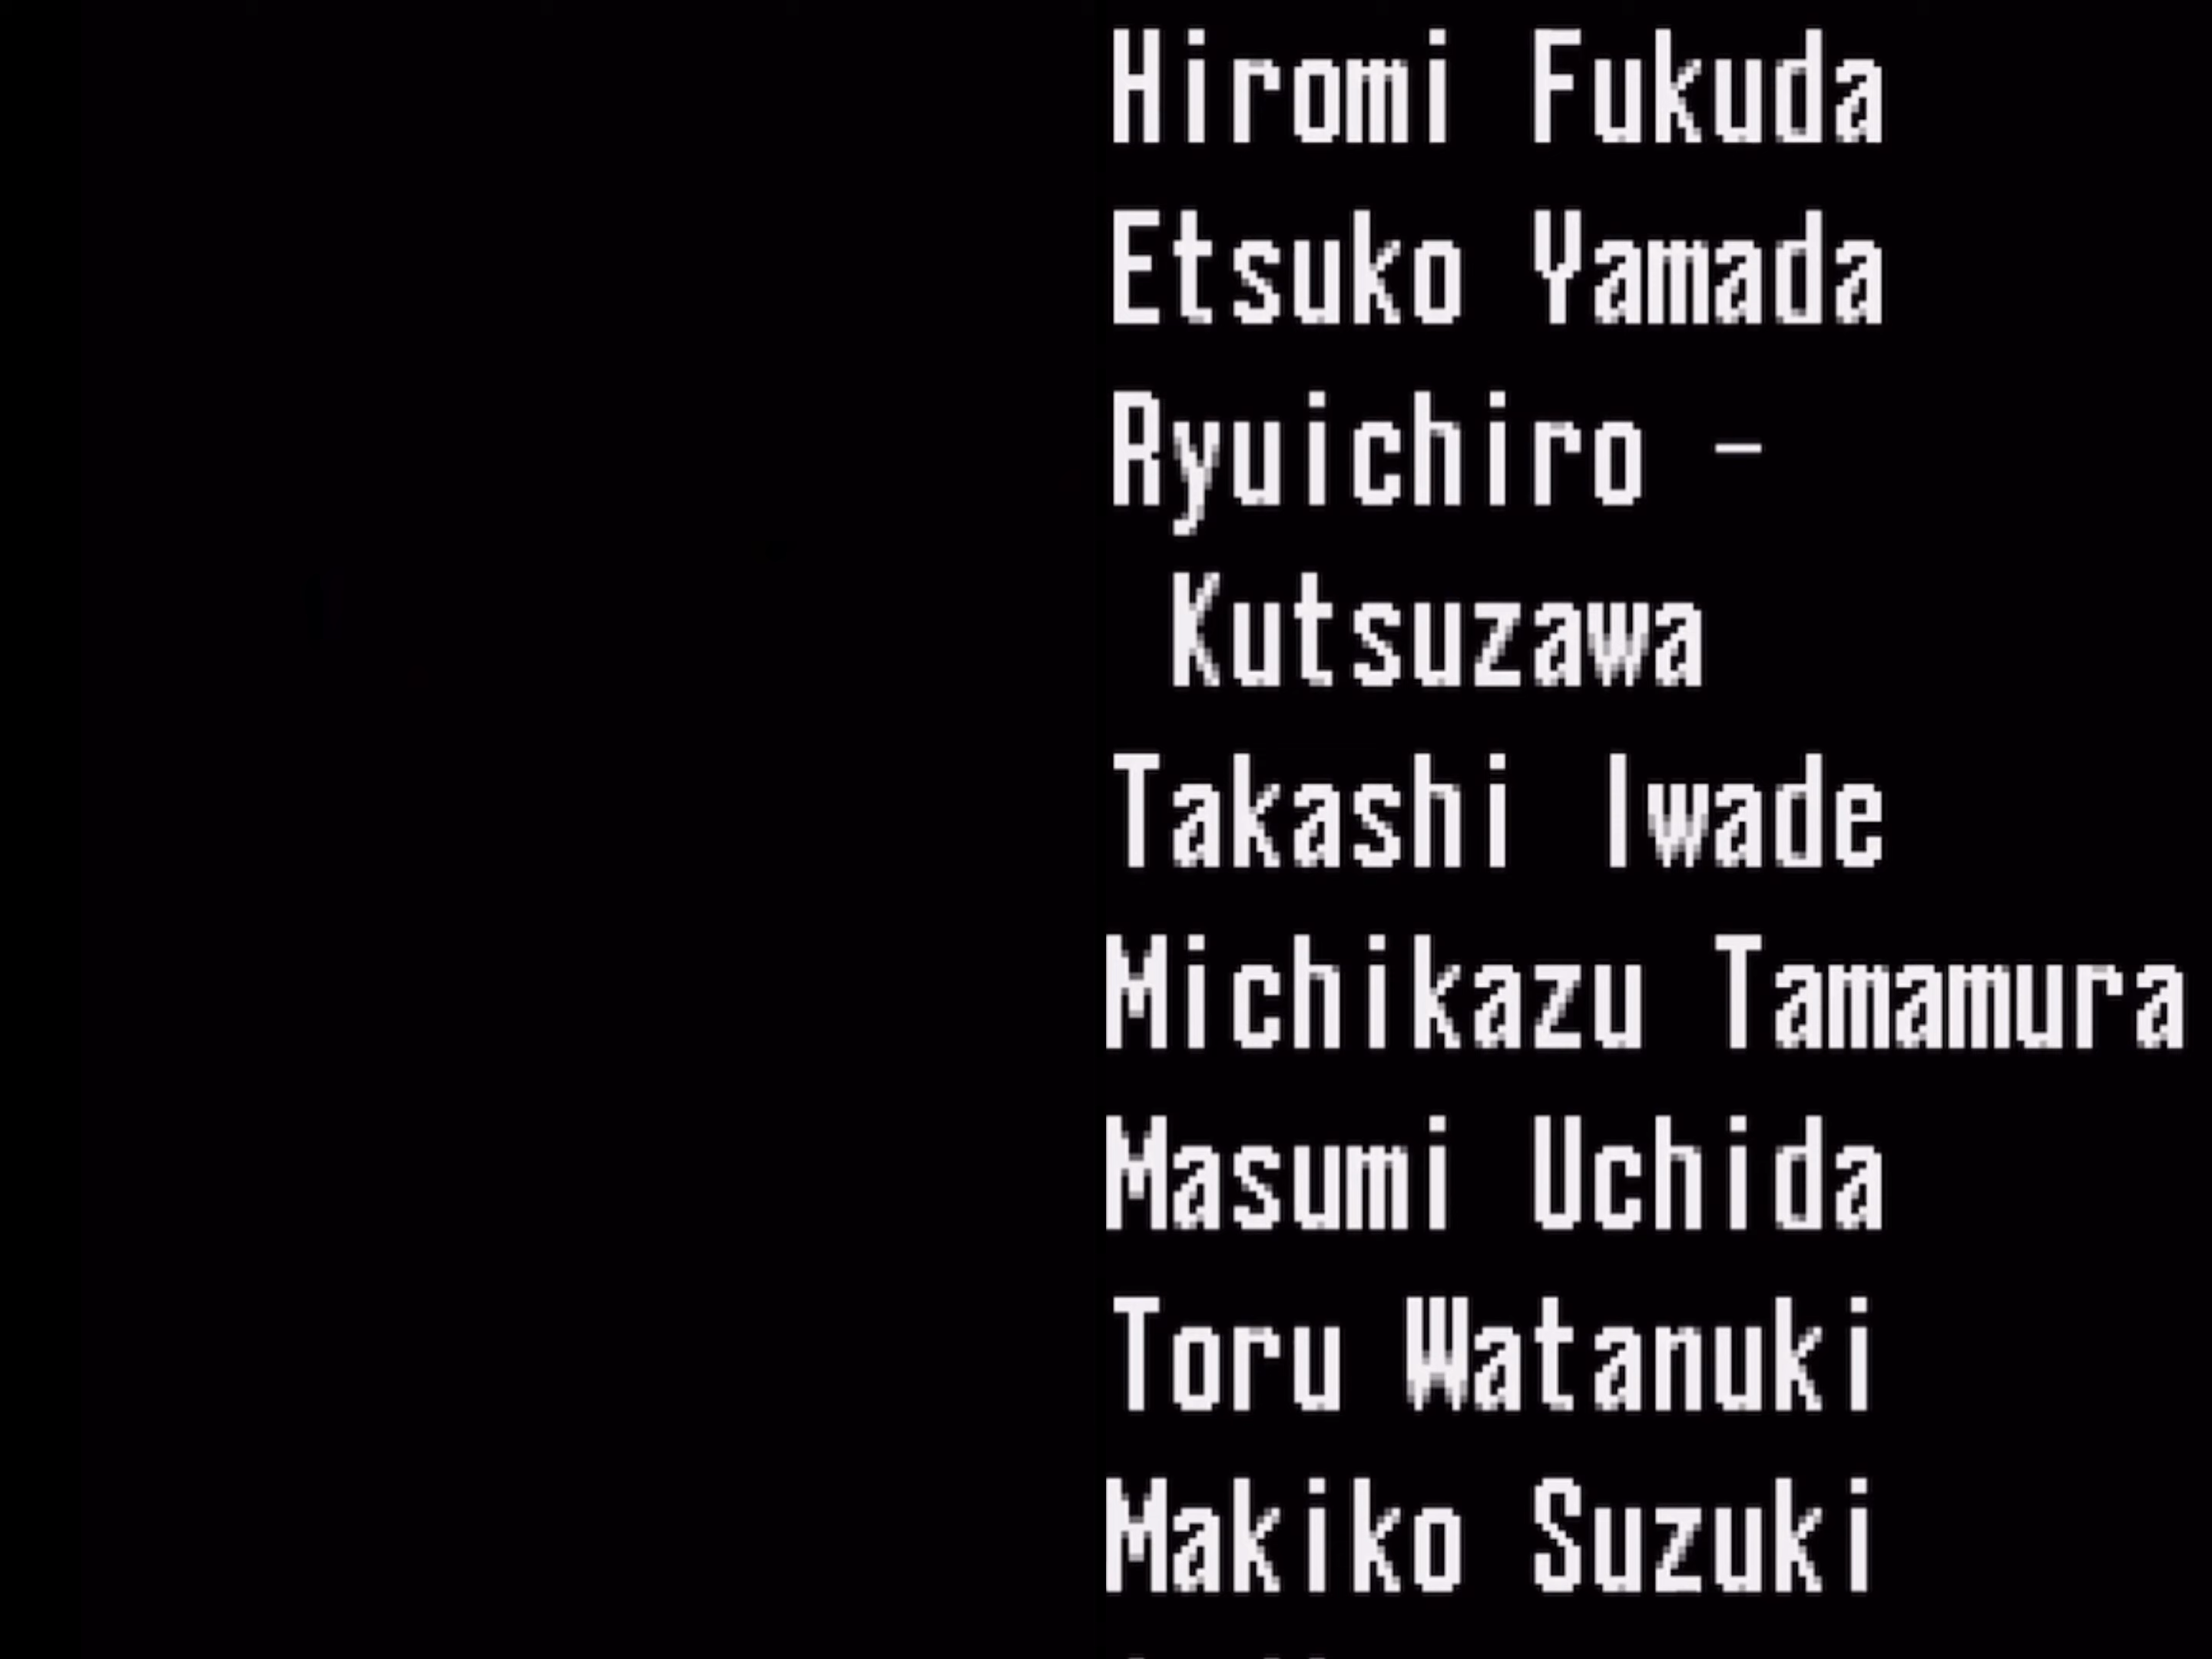 Hiromi Fukuda
Etsuko Yamada
Ryuichiro -
Kutsuzawa
Takashi Iwade
Michikazu Tamamura
Masumi Uchida
Toru Watanuki
Makiko Suzuki